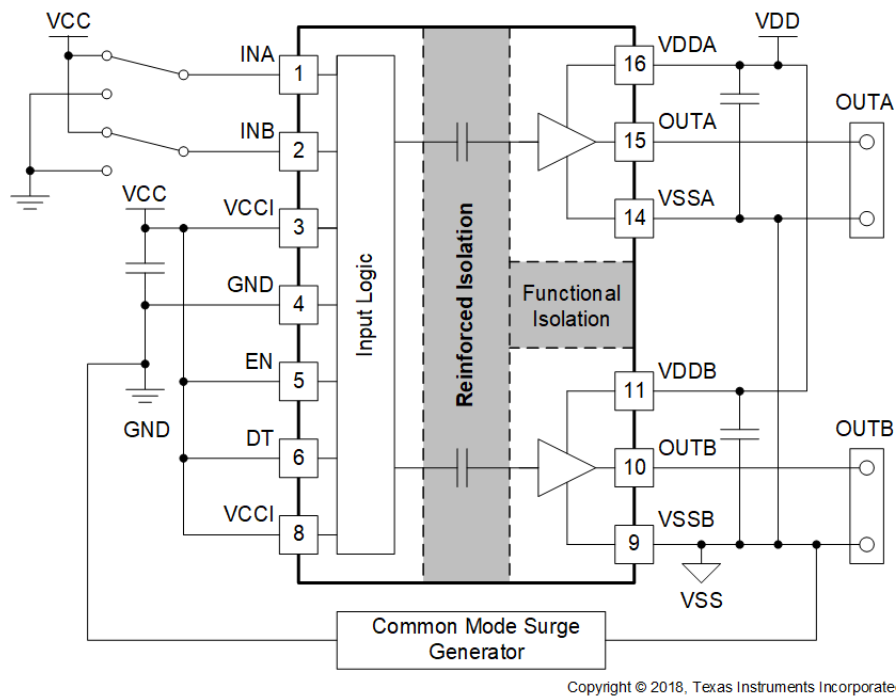 VCC
INA
1
INB
2
VCC
VCCI
3
GND
4
EN
5
GND
DT
6
VCCI
8
Input Logic
Reinforced Isolation
Functional
Isolation
VDD
VDDA
16
OUTA
OUTA
15
VSSA
14
VDDB
11
OUTB
OUTB
10
VSSB
9
VSS
Common Mode Surge
Generator
Copyright © 2018, Texas Instruments Incorporate